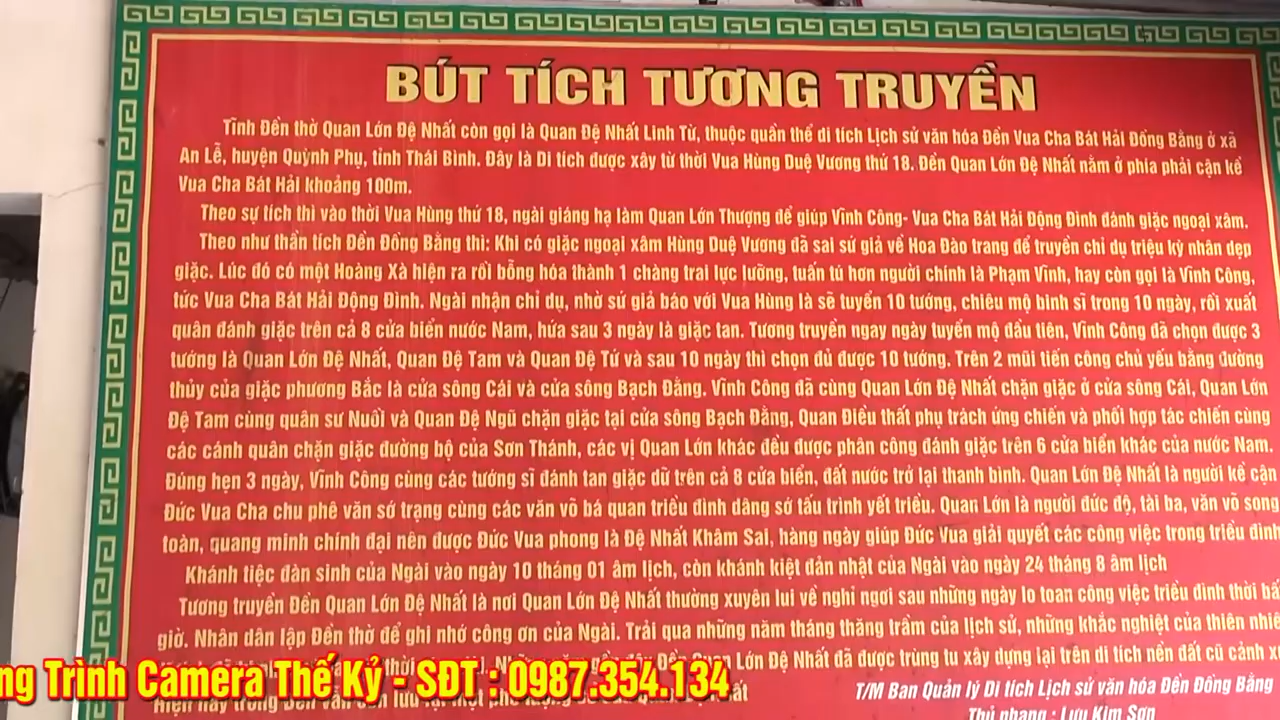 BÚT TÍCH TƯƠNG TRUYỀN
Tĩnh Đền thờ Quan Lớn Đệ Nhất còn gọi là Quan Đệ Nhất Linh Từ, thuộc quần thể di tích Lịch sử văn hóa Đền Vua Cha Bát Hải Đồng Bằng ở xã
An Lễ, huyện Quỳnh Phụ, tỉnh Thái Bình. Đây là Di tích được xây từ thời Vua Hùng Duệ Vương thứ 18. Đền Quan Lớn Đệ Nhất nằm ở phía phải cận kề
Vua Cha Bát Hải khoảng 100m.
Theo sự tích thì vào thời Vua Hùng thứ 18, ngài giáng hạ làm Quan Lớn Thượng để giúp Vĩnh Công- Vua Cha Bát Hải Động Đình đánh giặc ngoại xâm.
Theo như thần tích Đền Đồng Bằng thì: Khi có giặc ngoại xâm Hùng Duệ Vương đã sai sứ giả về Hoa Đào trang để truyền chỉ dụ triệu kỳ nhân dẹp
giặc. Lúc đó có một Hoàng Xà hiện ra rồi bỗng hóa thành 1 chàng trai lực lưỡng, tuấn tú hơn người chính là Phạm Vĩnh, hay còn gọi là Vĩnh Công,
tức Vua Cha Bát Hải Động Đình. Ngài nhận chỉ dụ, nhờ sứ giả báo với Vua Hùng là sẽ tuyển 10 tướng, chiêu mộ binh sĩ trong 10 ngày, rồi xuất
quân đánh giặc trên cả 8 cửa biển nước Nam, hứa sau 3 ngày là giặc tan. Tương truyền ngay ngày tuyển mộ đầu tiên, Vĩnh Công đã chọn được 3
tướng là Quan Lớn Đệ Nhất, Quan Đệ Tam và Quan Đệ Tứ và sau 10 ngày thì chọn đủ được 10 tướng. Trên 2 mũi tiến công chủ yếu bằng đường
thủy của giặc phương Bắc là cửa sông Cái và cửa sông Bạch Đằng. Vĩnh Công đã cùng Quan Lớn Đệ Nhất chặn giặc ở cửa sông Cái, Quan Lớn
Đệ Tam cùng quân sư Nuồi và Quan Đệ Ngũ chặn giặc tại cửa sông Bạch Đằng, Quan Điều thất phụ trách ứng chiến và phối hợp tác chiến cùng
các cánh quân chặn giặc đường bộ của Sơn Thánh, các vị Quan Lớn khác đều được phân công đánh giặc trên 6 cửa biển khác của nước Nam.
Đúng hẹn 3 ngày, Vĩnh Công cùng các tướng sĩ đánh tan giặc dữ trên cả 8 cửa biển, đất nước trở lại thanh bình. Quan Lớn Đệ Nhất là người kề cận
Đức Vua Cha chu phê văn sớ trạng cùng các văn võ bá quan triều đình dâng sớ tấu trình yết triều. Quan Lớn là người đức độ, tài ba, văn võ song
toàn, quang minh chính đại nên được Đức Vua phong là Đệ Nhất Khâm Sai, hàng ngày giúp Đức Vua giải quyết các công việc trong triều đình
Khánh tiệc đàn sinh của Ngài vào ngày 10 tháng 01 âm lịch, còn khánh kiệt đản nhật của Ngài vào ngày 24 tháng 8 âm lịch
Tương truyền Đền Quan Lớn Đệ Nhất là nơi Quan Lớn Đệ Nhất thường xuyên lui về nghỉ ngơi sau những ngày lo toan công việc triều đình thời bấ
giờ. Nhân dân lập Đền thờ để ghi nhớ công ơn của Ngài. Trải qua những năm tháng thăng trầm của lịch sử, những khắc nghiệt của thiên nhiê
Lớn Đệ Nhất đã được trùng tu xây dựng lại trên di tích nền đất cũ cảnh x
ng Trình Camera Thế Kỷ - SĐT : 0987.354.134
T/M Ban Quản lý Di tích Lịch sử văn hóa Đền Đồng Bằng
Thủ nhang : Lưu Kim Sơn